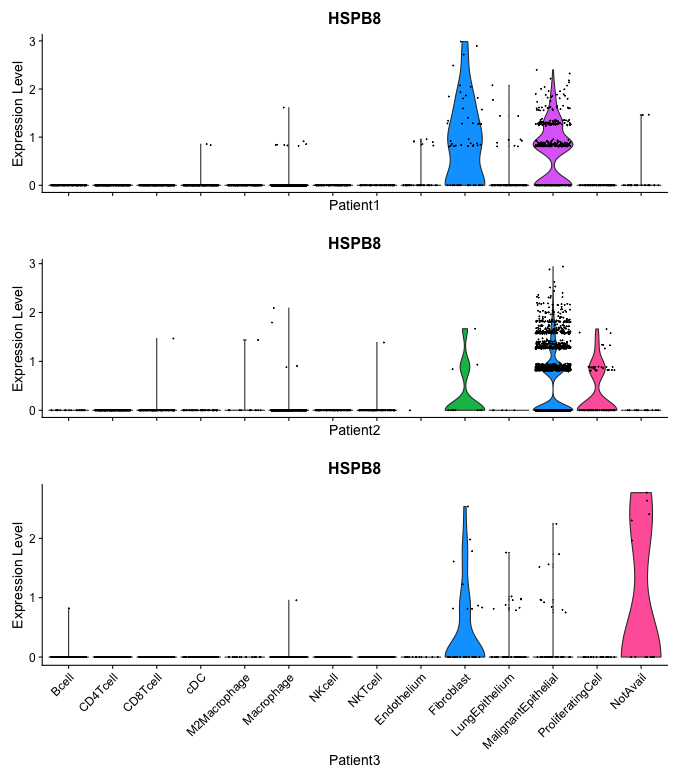 HSPB8
Expression Level
3
2
1
0
Patient1
HSPB8
Expression Level
3
2
1
0
Patient2
HSPB8
Expression Level
2
1
0
Bcell
CD4Tcell
CD8Tcell
cDC
M2Macrophage
Macrophage
NKcell
NKTcell
Endothelium
Fibroblast
LungEpithelium
MalignantEpithelial
ProliferatingCell
NotAvail
Patient3